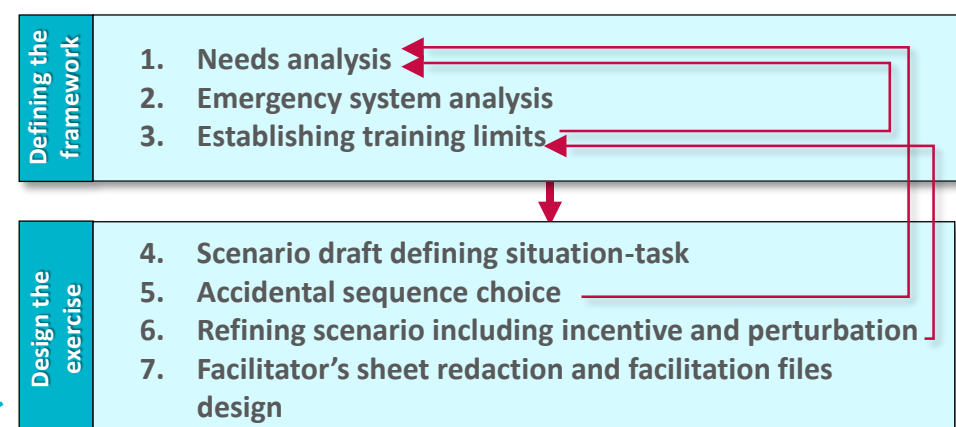 Defining the
framework
1. Needs analysis
2. Emergency system analysis
3. Establishing training limits
Design the
exercise
4. Scenario draft defining situation-task
5. Accidental sequence choice
6. Refining scenario including incentive and perturbation
7. Facilitator's sheet redaction and facilitation files
design